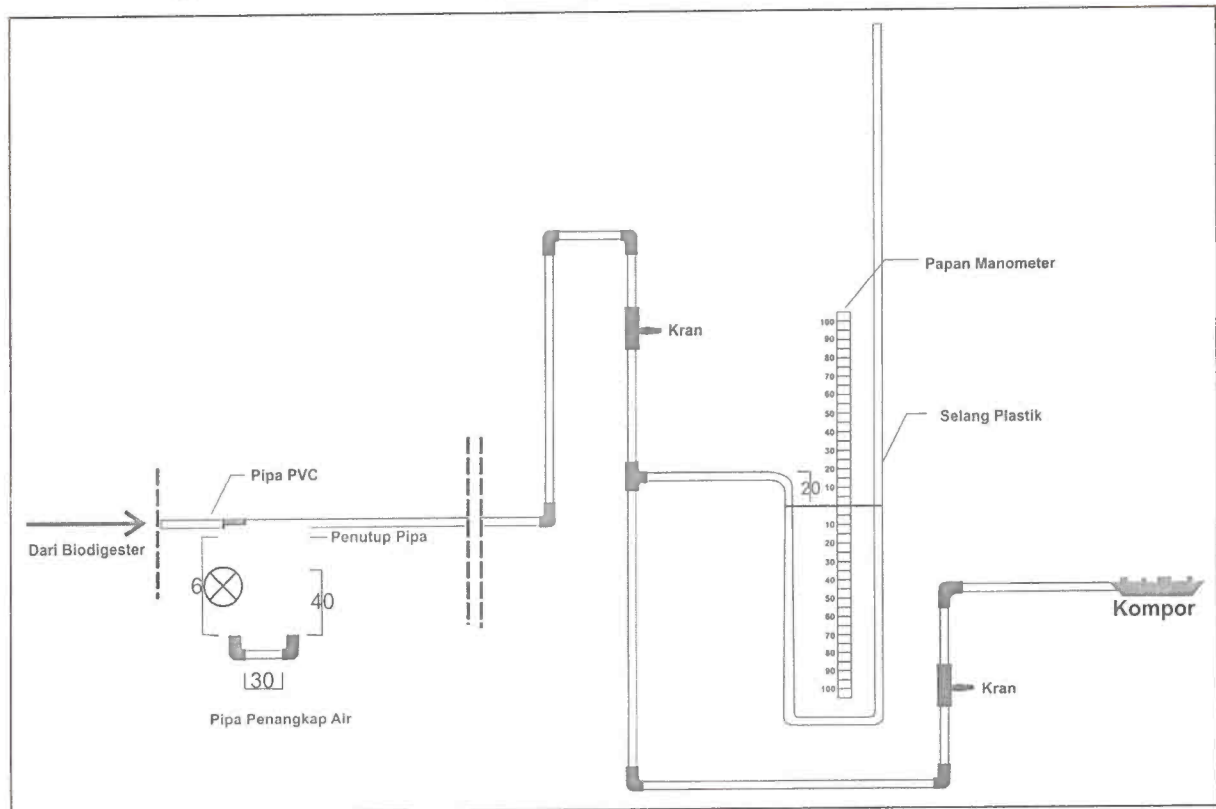 Papan Manometer
100
90
80
70
60
50
40
30
20
10
10
20
30
40
50
60
70
80
90
100
Kran
Selang Plastik
20
Pipa PVC
Dari Biodigester
Penutup Pipa
6
40
30
Pipa Penangkap Air
Kompor
Kran